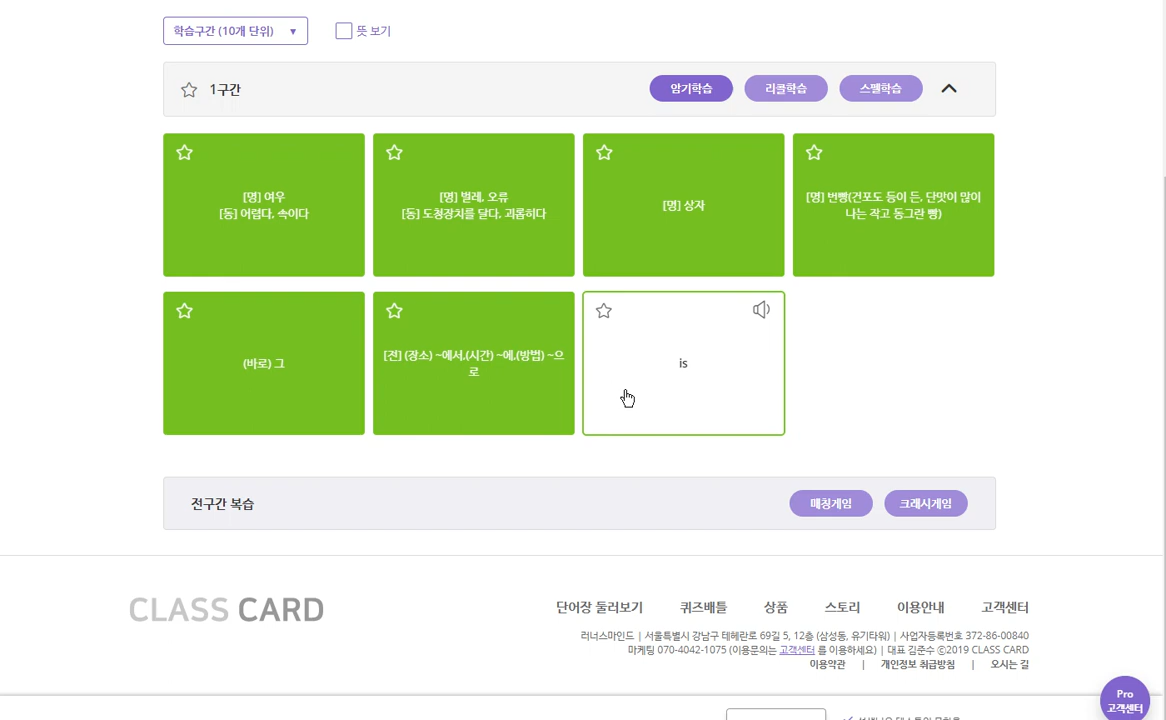 학습구간 (10개 단위) ▼
뜻 보기
1구간
암기학습
리콜학습
스펠학습
[명] 여우
[동] 어렵다, 속이다
[명] 벌레, 오류
[동] 도청장치를 달다, 괴롭히다
[명] 상자
[명] 번빵(건포도 등이 든, 단맛이 많이
나는 작고 동그란 빵)
(바로) 그
[전] (장소) ~에서,(시간) ~에,(방법) ~으
로
is
전구간 복습
매칭게임
크래시게임
CLASS CARD
단어장 둘러보기
퀴즈배틀
상품
스토리
이용안내
고객센터
러너스마인드 | 서울특별시 강남구 테헤란로 69길 5, 12층 (삼성동, 유기타워) | 사업자등록번호 372-86-00840
마케팅 070-4042-1075 (이용문의는 고객센터 를 이용하세요) | 대표 김준수 ©2019 CLASS CARD
이용약관 | 개인정보 취급방침 | 오시는 길
Pro
고객센터